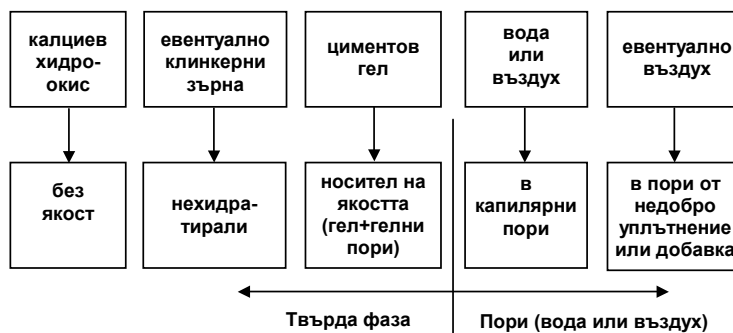 калциев
хидро-
окис
евентуално
клинкерни
зърна
циментов
гел
вода
или
въздух
евентуално
въздух
без
якост
нехидра-
тирали
носител на
якостта
(гел+гелни
пори)
в
капилярни
пори
в пори от
недобро
уплътнение
или добавка
Твърда фаза
Пори (вода или въздух)